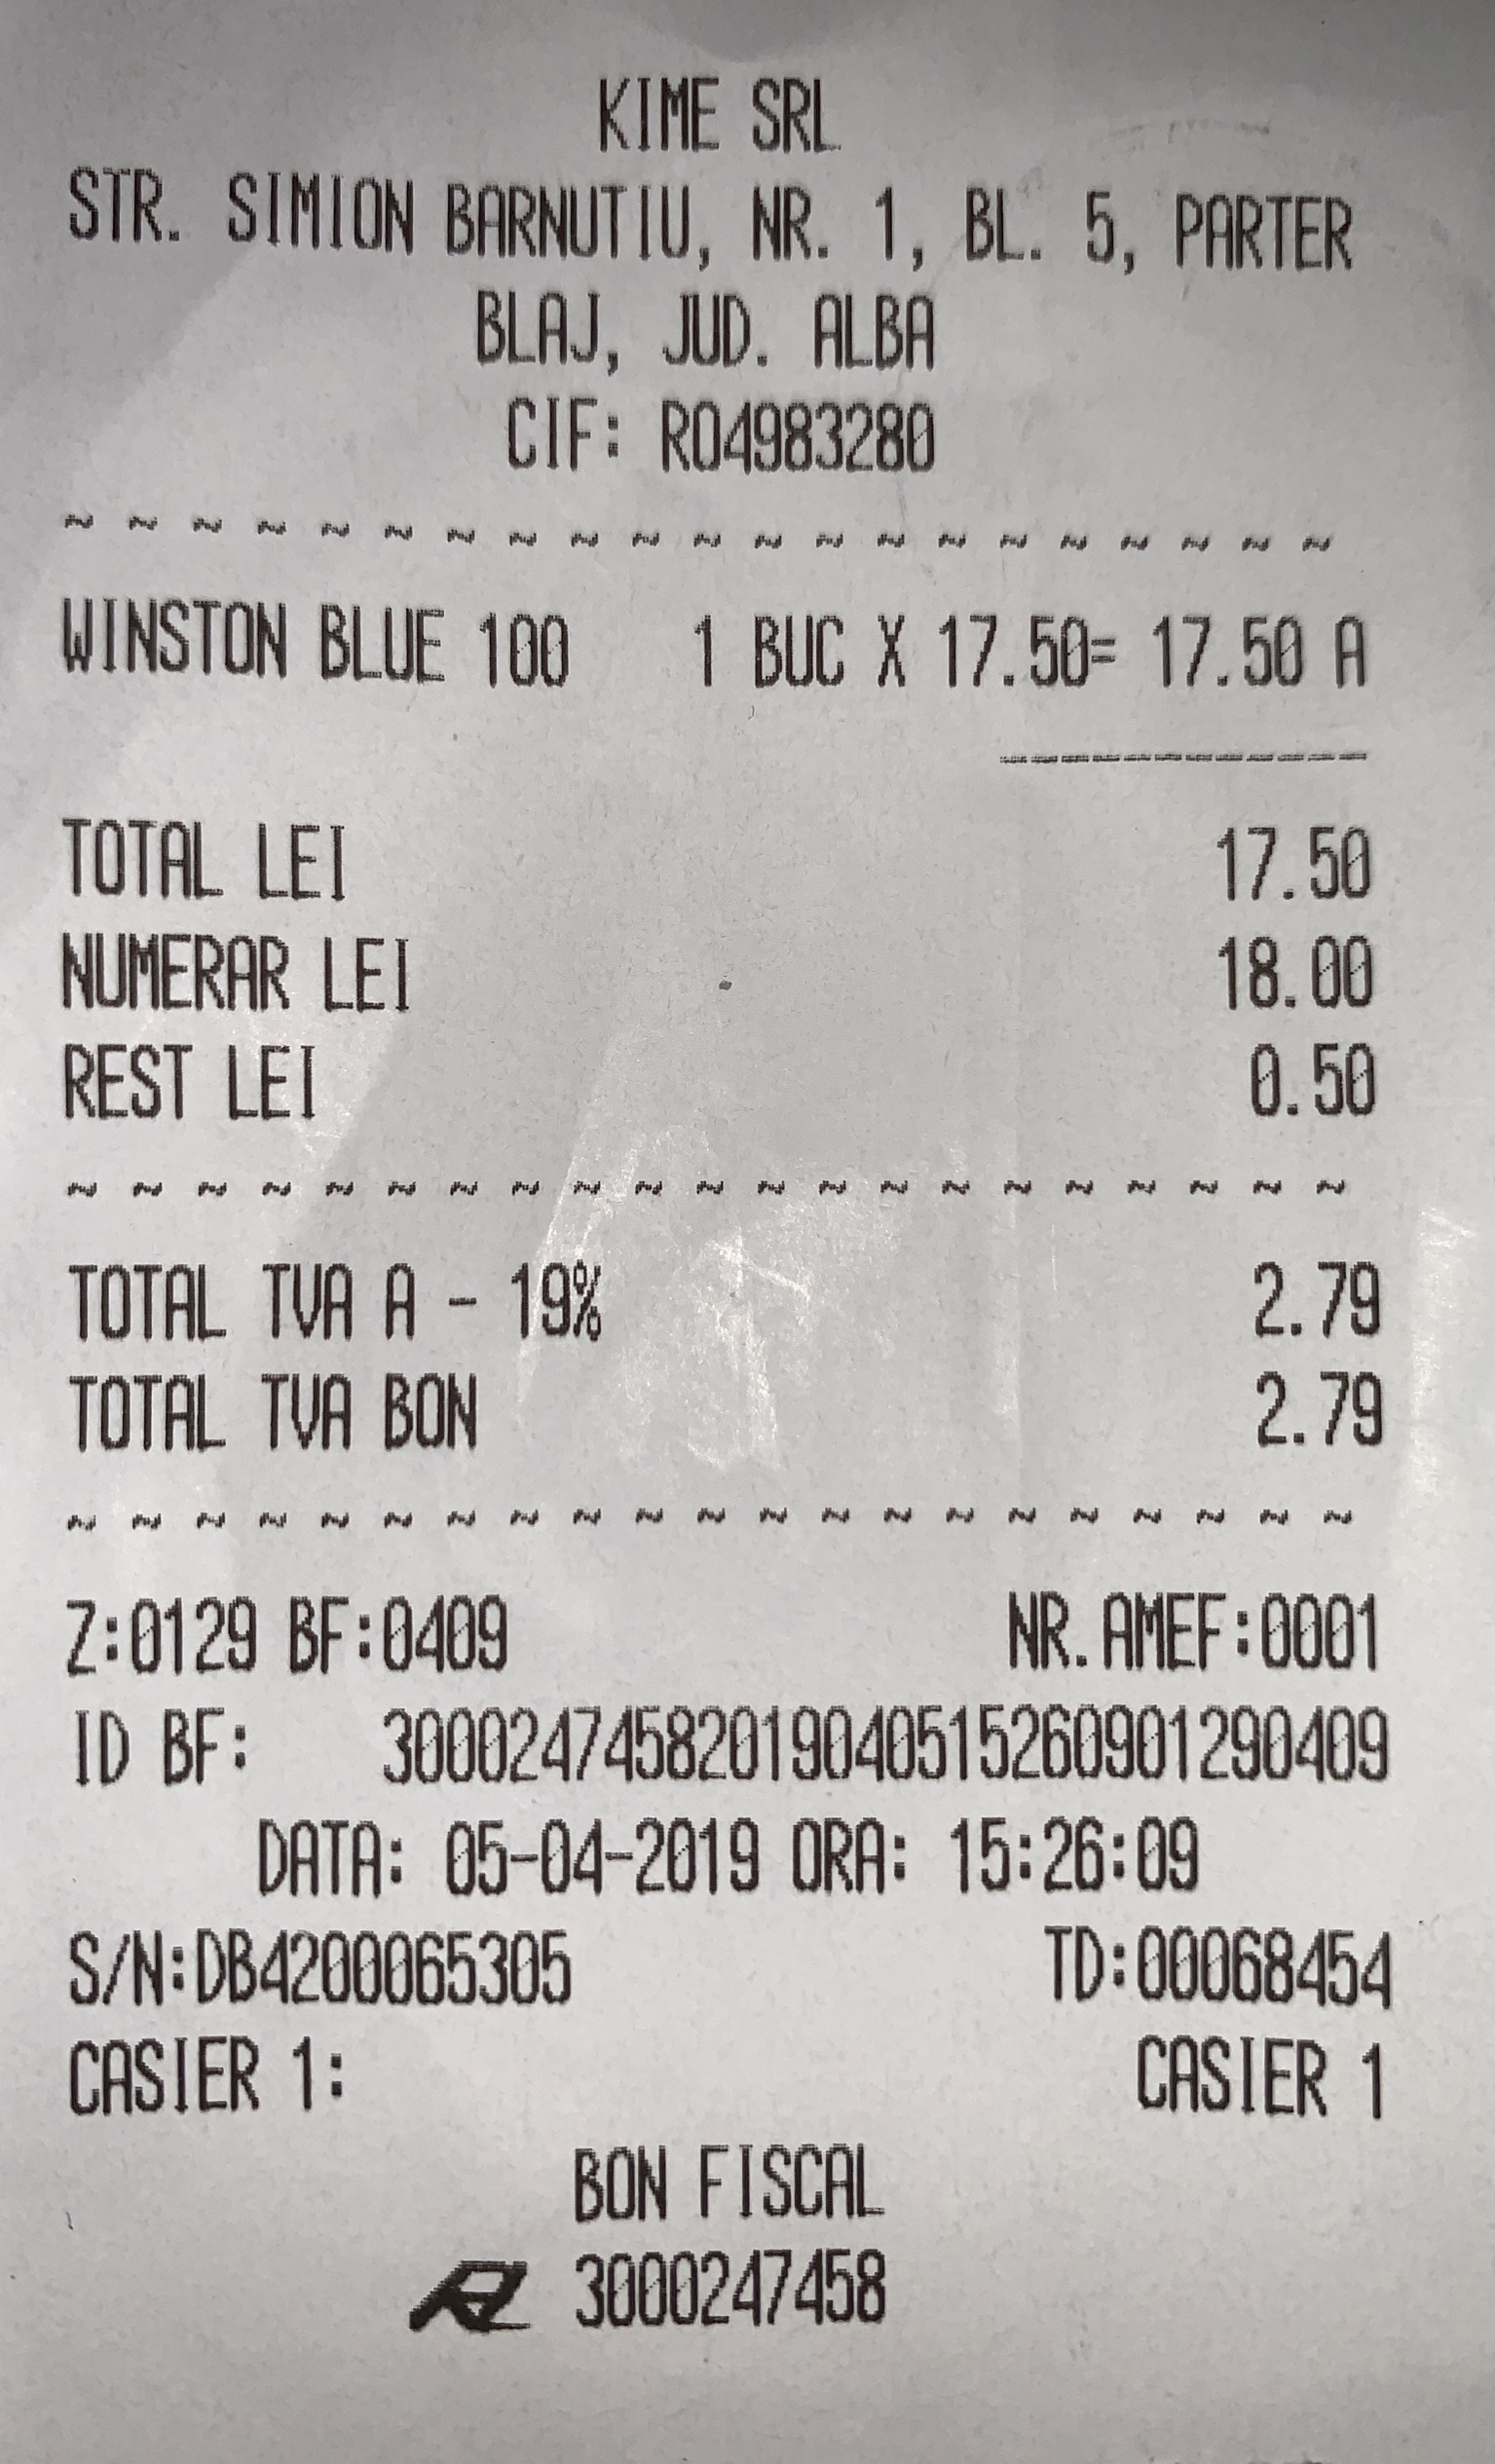 KIME SRL
STR. SIMION BARNUTIU, NR. 1, BL. 5, PARTER
BLAJ, JUD. ALBA
CIF: RO4983280
~ ~ ~ ~ ~ ~ ~ ~ ~ ~ ~ ~ ~ ~ ~ ~ ~ ~ ~ ~ ~
WINSTON BLUE 100 1 BUC X 17.50= 17.50 A
------------
TOTAL LEI 17.50
NUMERAR LEI 18.00
REST LEI 0.50
~ ~ ~ ~ ~ ~ ~ ~ ~ ~ ~ ~ ~ ~ ~ ~ ~ ~ ~ ~ ~
TOTAL TVA A - 19% 2.79
TOTAL TVA BON 2.79
~ ~ ~ ~ ~ ~ ~ ~ ~ ~ ~ ~ ~ ~ ~ ~ ~ ~ ~ ~ ~
Z:0129 BF:0409 NR.AMEF:0001
ID BF: 30002474582019040515260901290409
DATA: 05-04-2019 ORA: 15:26:09
S/N:DB4200065305 TD:00068454
CASIER 1: CASIER 1
BON FISCAL
3000247458